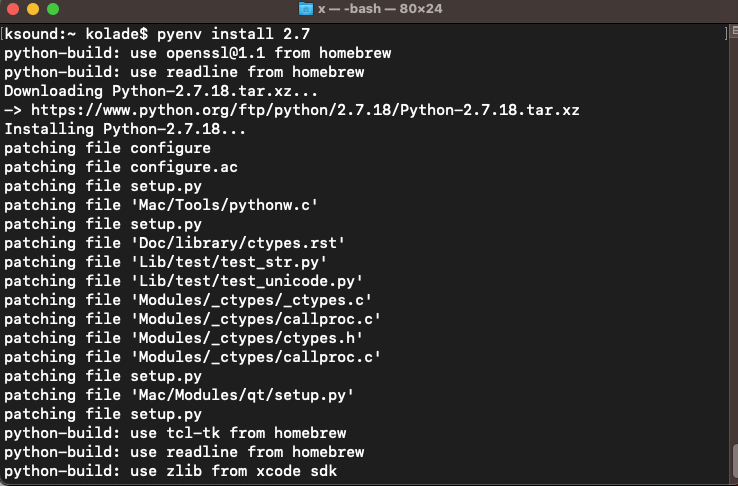 x — -bash — 80×24
[ksound:~ kolade$ pyenv install 2.7 ]
python-build: use openssl@1.1 from homebrew
python-build: use readline from homebrew
Downloading Python-2.7.18.tar.xz...
-> https://www.python.org/ftp/python/2.7.18/Python-2.7.18.tar.xz
Installing Python-2.7.18...
patching file configure
patching file configure.ac
patching file setup.py
patching file 'Mac/Tools/pythonw.c'
patching file setup.py
patching file 'Doc/library/ctypes.rst'
patching file 'Lib/test/test_str.py'
patching file 'Lib/test/test_unicode.py'
patching file 'Modules/_ctypes/_ctypes.c'
patching file 'Modules/_ctypes/callproc.c'
patching file 'Modules/_ctypes/ctypes.h'
patching file 'Modules/_ctypes/callproc.c'
patching file setup.py
patching file 'Mac/Modules/qt/setup.py'
patching file setup.py
python-build: use tcl-tk from homebrew
python-build: use readline from homebrew
python-build: use zlib from xcode sdk